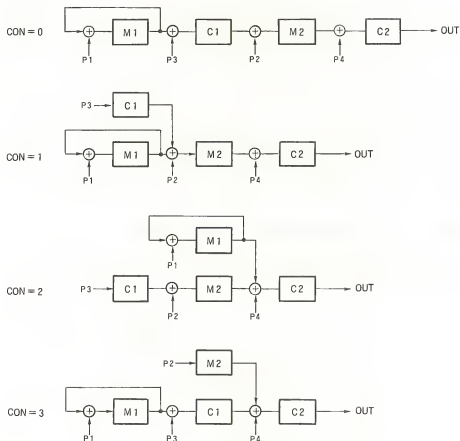 CON = 0
M1
C1
M2
C2
OUT
P1
P3
P2
P4
P3
C1
CON = 1
M1
M2
C2
OUT
P1
P2
P4
M1
P1
CON = 2
P3
C1
M2
C2
OUT
P2
P4
P2
M2
CON = 3
M1
C1
C2
OUT
P1
P3
P4